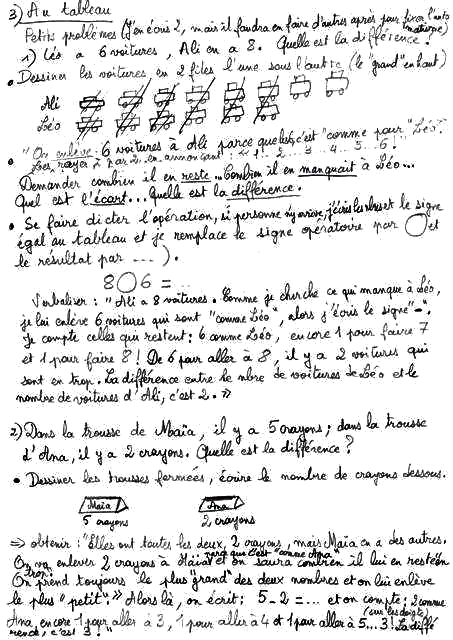 3) Au tableau
Petits problèmes (J'en écris 2, mais il faudra en faire d'autres après pour fixer l'automatisme)
1) Léo a 6 voitures, Ali en a 8. Quelle est la différence?
• Dessiner les voitures, en 2 files l'une sous l'autre (le "grand" en haut)
Ali
Léo
• "On enlève 6 voitures à Ali parce que c'est "comme pour" Léo".
Les rayer 2 par 2 en annonçant 1... 2... 3... 4... 5... 6!
Demander combien il en reste... Combien il en manquait à Léo...
Quel est l'écart... Quelle est la différence.
• Se faire dicter l'opération, si personne n'y arrive, j'écris les nbres et le signe
égal au tableau et je remplace le signe opératoire par ◯ et
le résultat par ---).
8 ◯ 6 = ...
Verbaliser : "Ali a 8 voitures. Comme je cherche ce qui manque à Léo,
je lui enlève 6 voitures qui sont "comme Léo", alors j'écris le signe "-".
Je compte celles qui restent : 6 comme Léo, encore 1 pour faire 7
et 1 pour faire 8! De 6 pour aller à 8, il y a 2 voitures qui
sont en trop. La différence entre le nbre de voitures de Léo et le
nombre de voitures d'Ali, c'est 2. »
2) Dans la trousse de Maïa, il y a 5 crayons; dans la trousse
d'Ana, il y a 2 crayons. Quelle est la différence?
• Dessiner les trousses fermées, écrire le nombre de crayons dessous.
Maïa Ana
5 crayons 2 crayons
⇒ obtenir : "Elles ont toutes les deux, 2 crayons, mais Maïa en a des autres.
On va enlever 2 crayons à Maïa parce que c'est "comme Ana" et on saura combien il lui en reste en trop.
On prend toujours le plus "grand" des deux nombres et on lui enlève
le plus "petit". » Alors là, on écrit : 5 - 2 = ... et on compte : 2 comme (sur les doigts)
Ana, encore 1 pour aller à 3, 1 pour aller à 4 et 1 pour aller à 5... 3! La diffé
rence, c'est 3!"